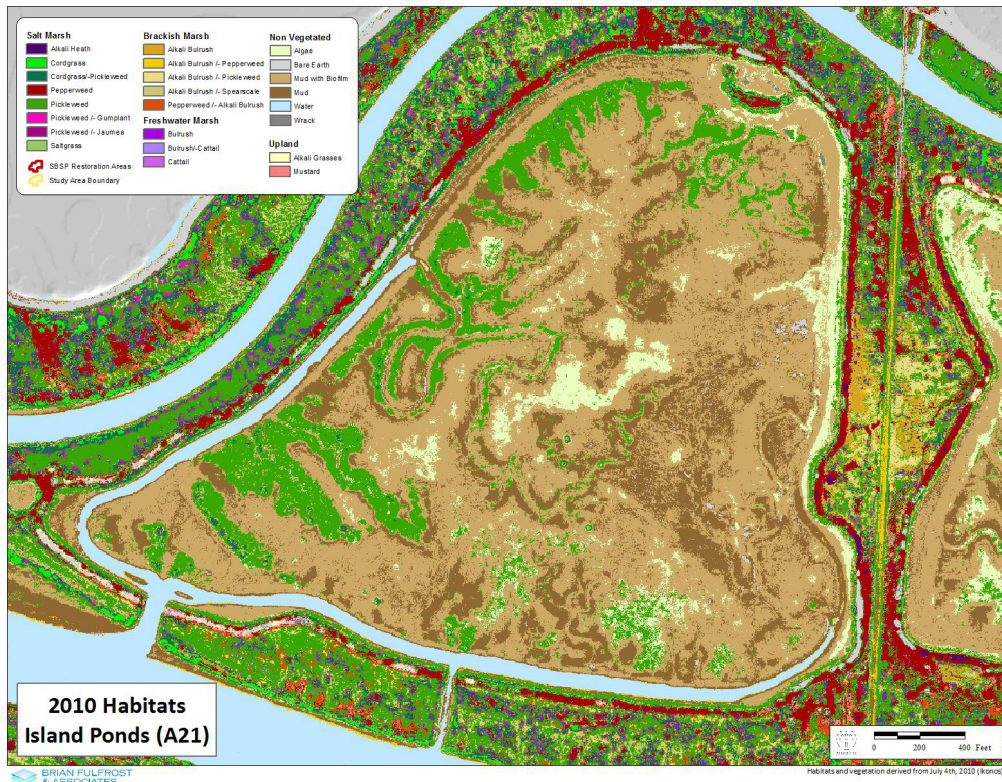 Salt Marsh
Alkali Heath
Cordgrass
Cordgrass/-Pickleweed
Pepperweed
Pickleweed
Pickleweed /- Gumplant
Pickleweed /- Jaumea
Saltgrass
SBSP Restoration Areas
Study Area Boundary
Brackish Marsh
Alkali Bulrush
Alkali Bulrush /- Pepperweed
Alkali Bulrush /- Pickleweed
Alkali Bulrush /- Spearscale
Pepperweed /- Alkali Bulrush
Freshwater Marsh
Bulrush
Bulrush/-Cattail
Cattail
Non Vegetated
Algae
Bare Earth
Mud with Biofilm
Mud
Water
Wrack
Upland
Alkali Grasses
Mustard
2010 Habitats
Island Ponds (A21)
0 200 400 Feet
BRIAN FULFROST
& ASSOCIATES
Habitats and vegetation derived from July 4th, 2010 (Ikonos